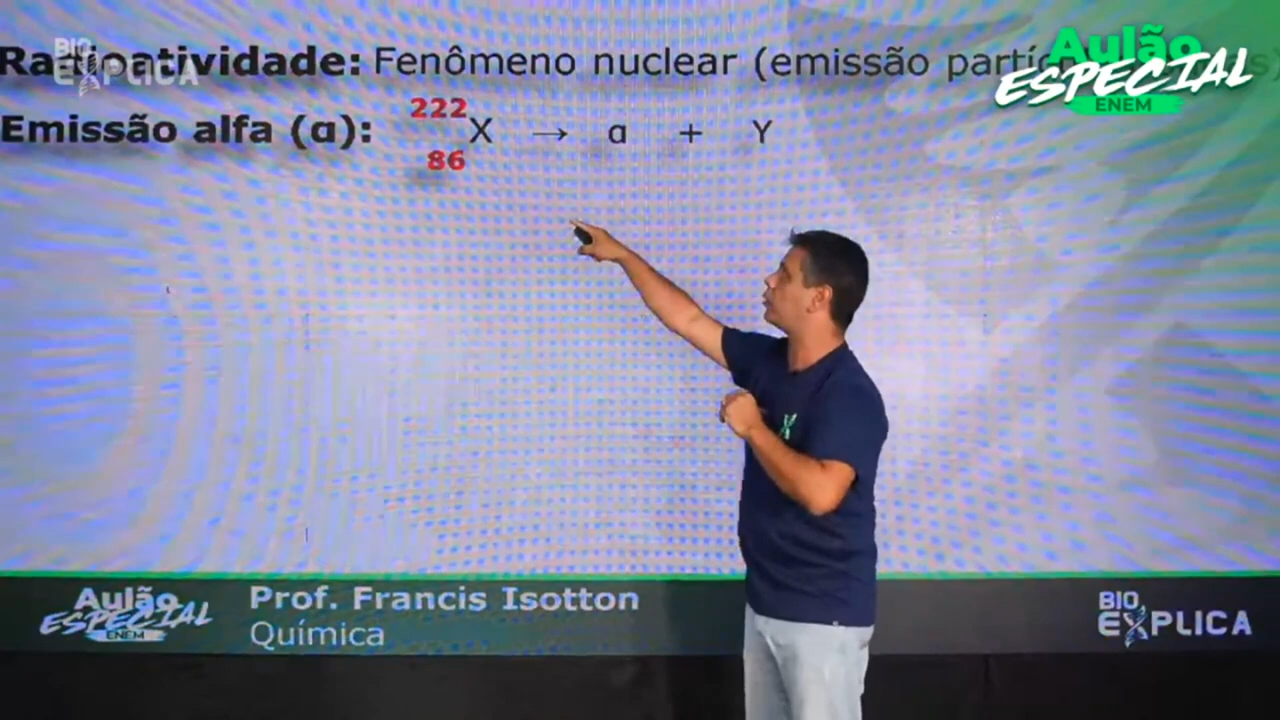 BIO
EXPLICA
Aulão
ESPECIAL
ENEM
Radioatividade: Fenômeno nuclear (emissão
222
Emissão alfa (α): X → α + Y
86
Aulão
ESPECIAL
ENEM
Prof. Francis Isotton
Química
BIO
EXPLICA